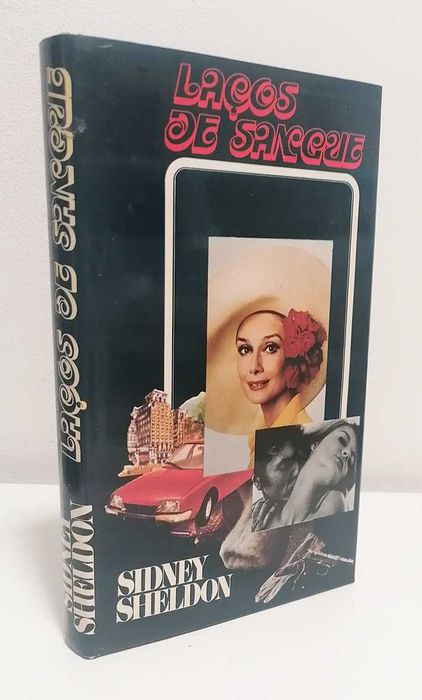 LAÇOS
DE SANGUE
SIDNEY
SHELDON
SIDNEY
SHELDON
LAÇOS DE SANGUE